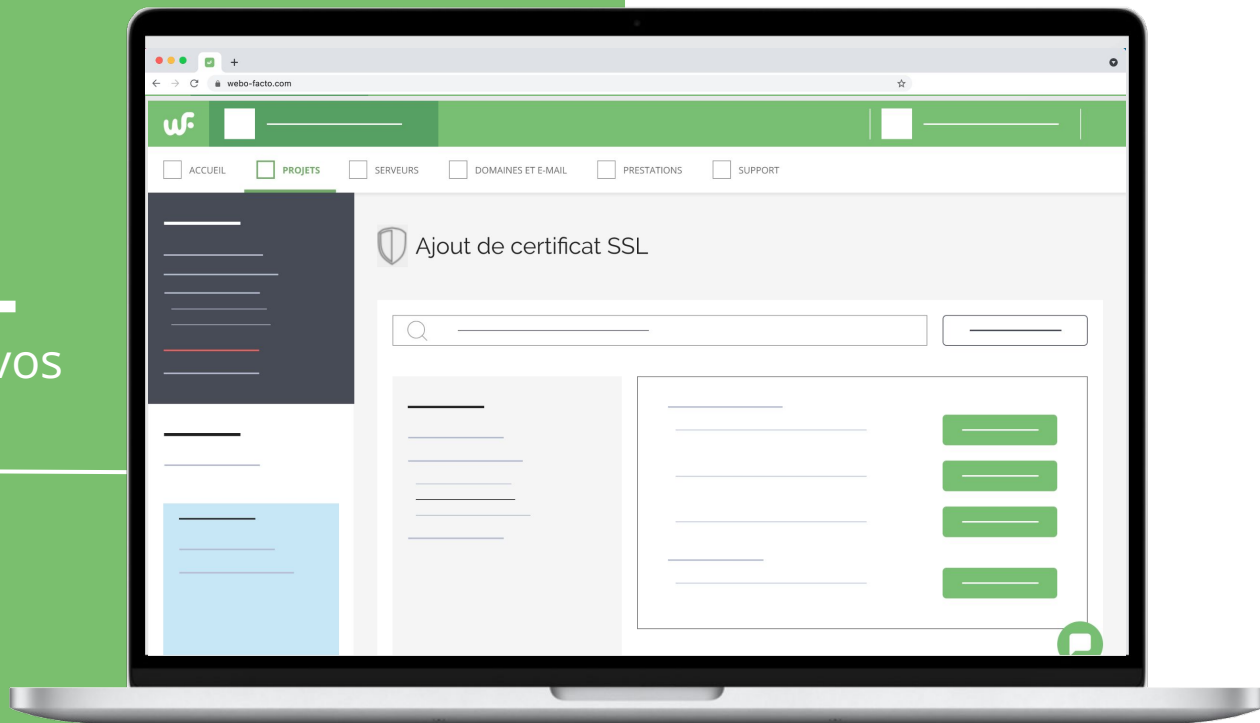 webo-facto.com
wf
ACCUEIL PROJETS SERVEURS DOMAINES ET E-MAIL PRESTATIONS SUPPORT
Ajout de certificat SSL
vos